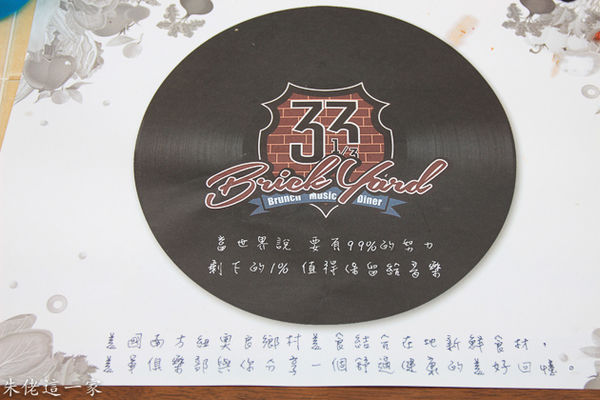 33
1/3
Brick Yard
Brunch Music Diner
當世界說 要有99%的努力
剩下的1% 值得保留給音樂
美國南方紐奧良鄉村美食結合在地新鮮食材，
美軍俱樂部與你分享一個舒適優雅的美好回憶。
朱佬這一家